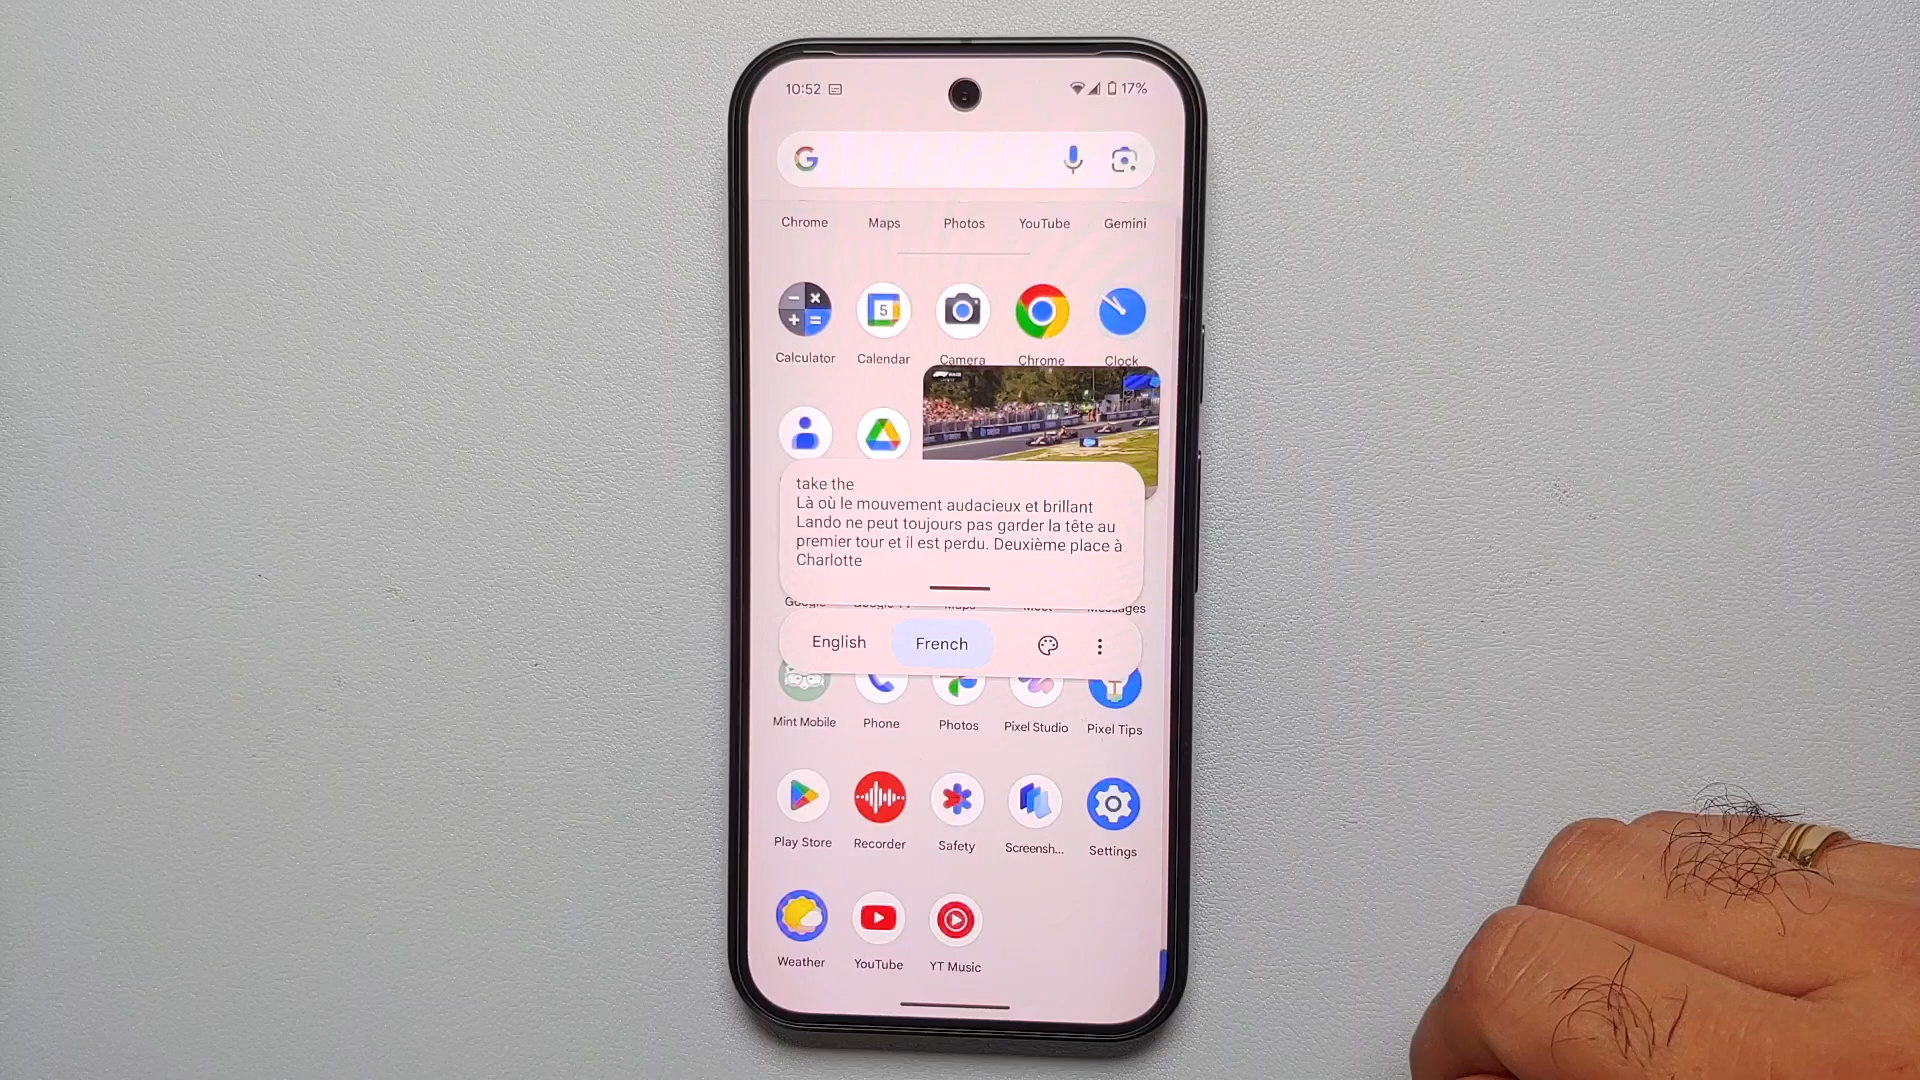 10:52 17%
Chrome Maps Photos YouTube Gemini
5
Calculator Calendar Camera Chrome Clock
take the
Là où le mouvement audacieux et brillant
Lando ne peut toujours pas garder la tête au
premier tour et il est perdu. Deuxième place à
Charlotte
Google Google TV Maps Meet Messages
English French
Mint Mobile Phone Photos Pixel Studio Pixel Tips
Play Store Recorder Safety Screensh... Settings
Weather YouTube YT Music